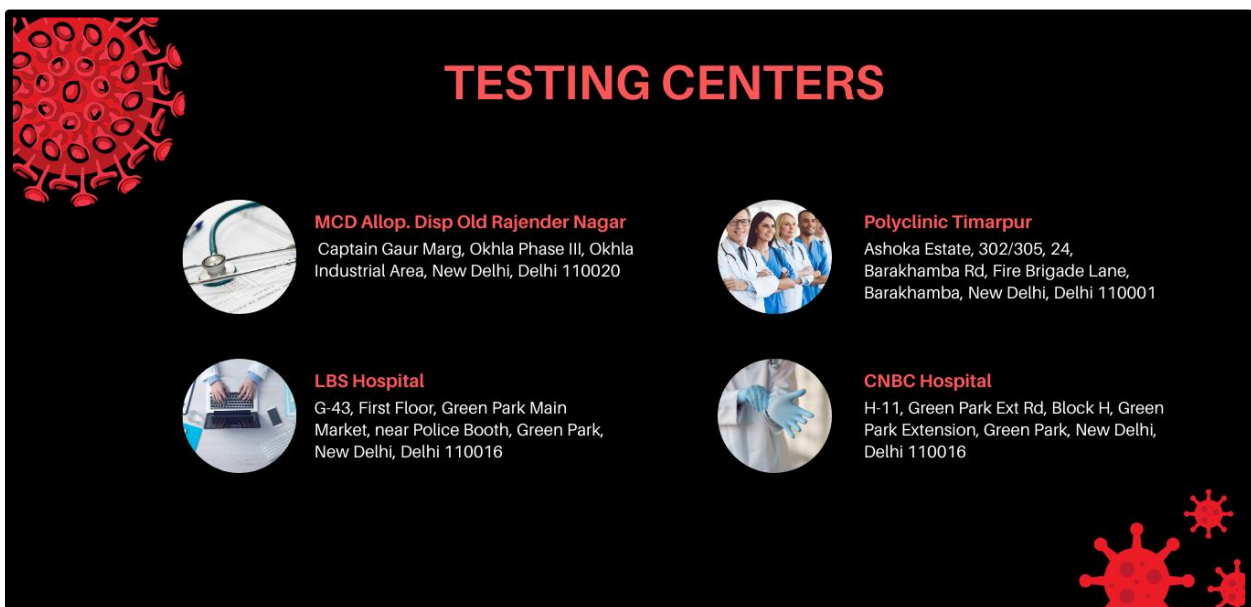 TESTING CENTERS
MCD Allop. Disp Old Rajender Nagar
Captain Gaur Marg, Okhla Phase III, Okhla
Industrial Area, New Delhi, Delhi 110020
Polyclinic Timarpur
Ashoka Estate, 302/305, 24,
Barakhamba Rd, Fire Brigade Lane,
Barakhamba, New Delhi, Delhi 110001
LBS Hospital
G-43, First Floor, Green Park Main
Market, near Police Booth, Green Park,
New Delhi, Delhi 110016
CNBC Hospital
H-11, Green Park Ext Rd, Block H, Green
Park Extension, Green Park, New Delhi,
Delhi 110016